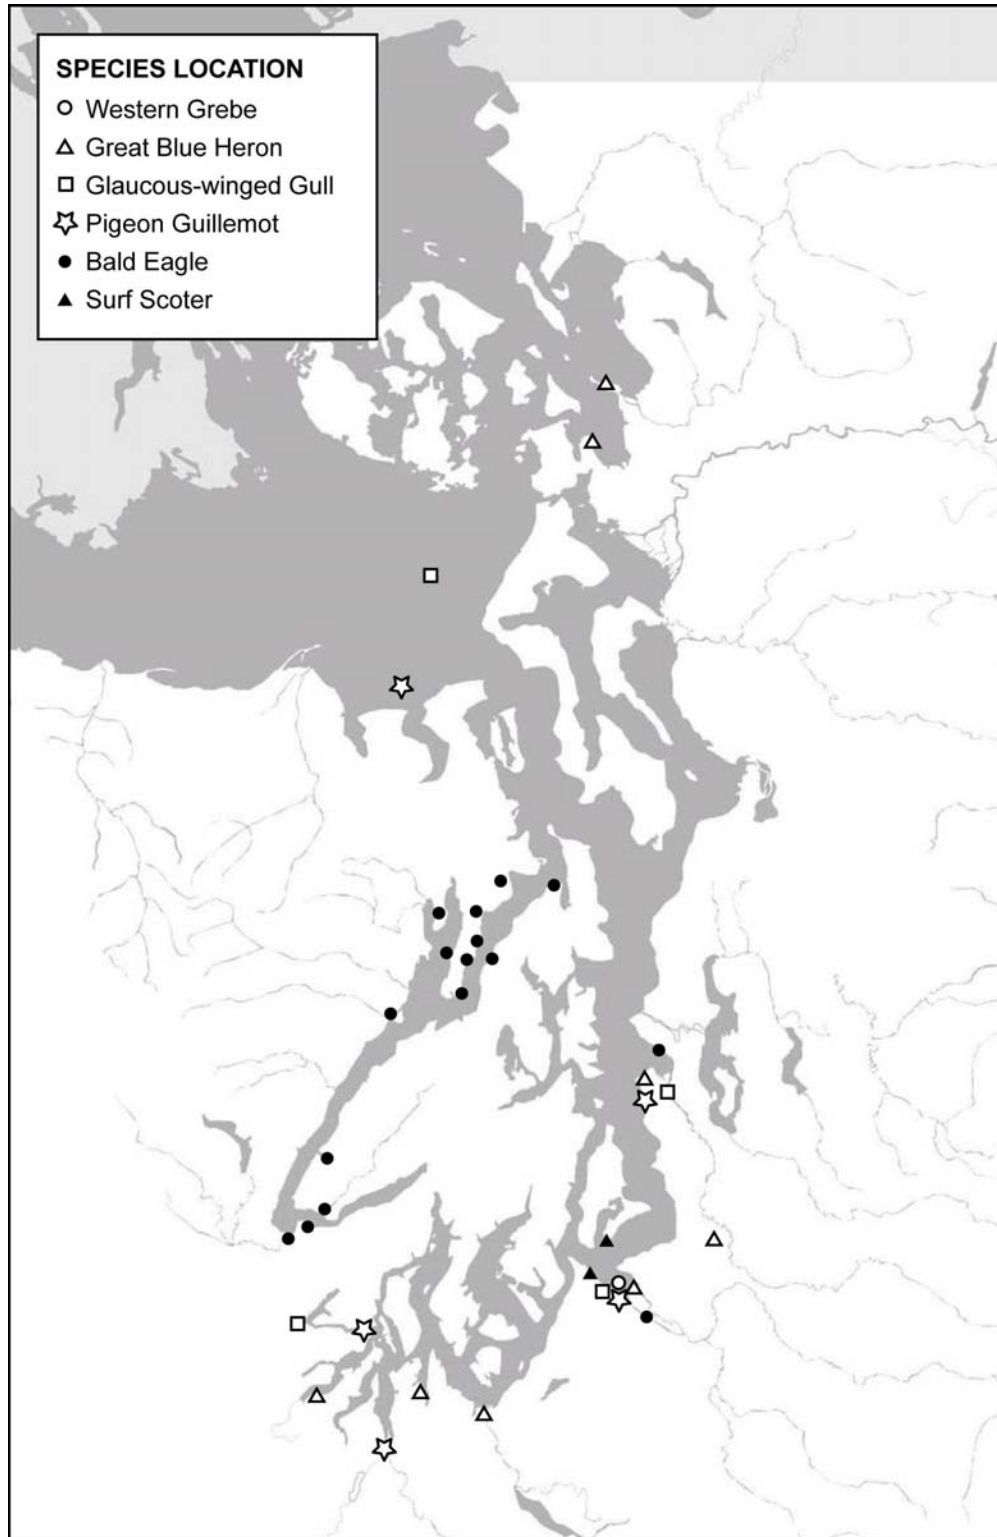 SPECIES LOCATION
Western Grebe
Great Blue Heron
Glaucous-winged Gull
Pigeon Guillemot
Bald Eagle
Surf Scoter